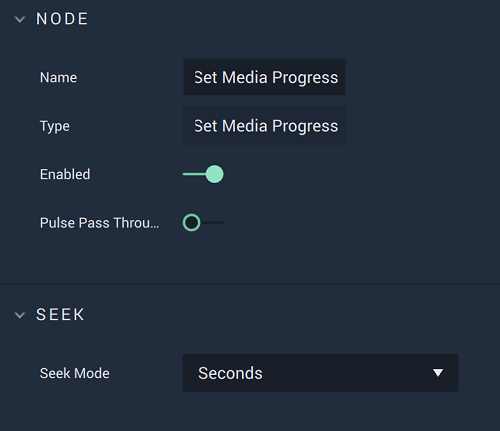 NODE
Name Set Media Progress
Type Set Media Progress
Enabled
Pulse Pass Throu...
SEEK
Seek Mode Seconds